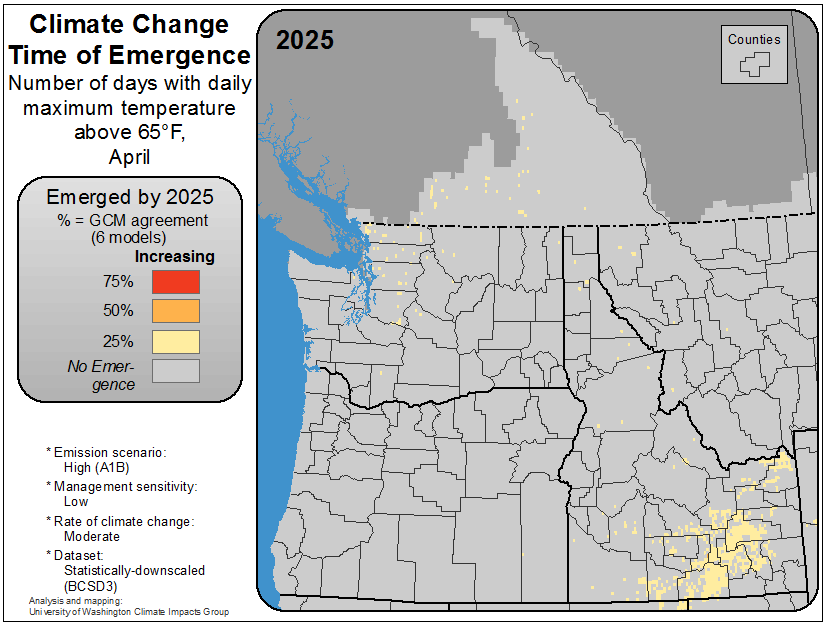 Climate Change
Time of Emergence
Number of days with daily
maximum temperature
above 65°F,
April
Emerged by 2025
% = GCM agreement
(6 models)
Increasing
75%
50%
25%
No Emer-
gence
* Emission scenario:
High (A1B)
* Management sensitivity:
Low
* Rate of climate change:
Moderate
* Dataset:
Statistically-downscaled
(BCSD3)
Analysis and mapping:
University of Washington Climate Impacts Group
2025
Counties